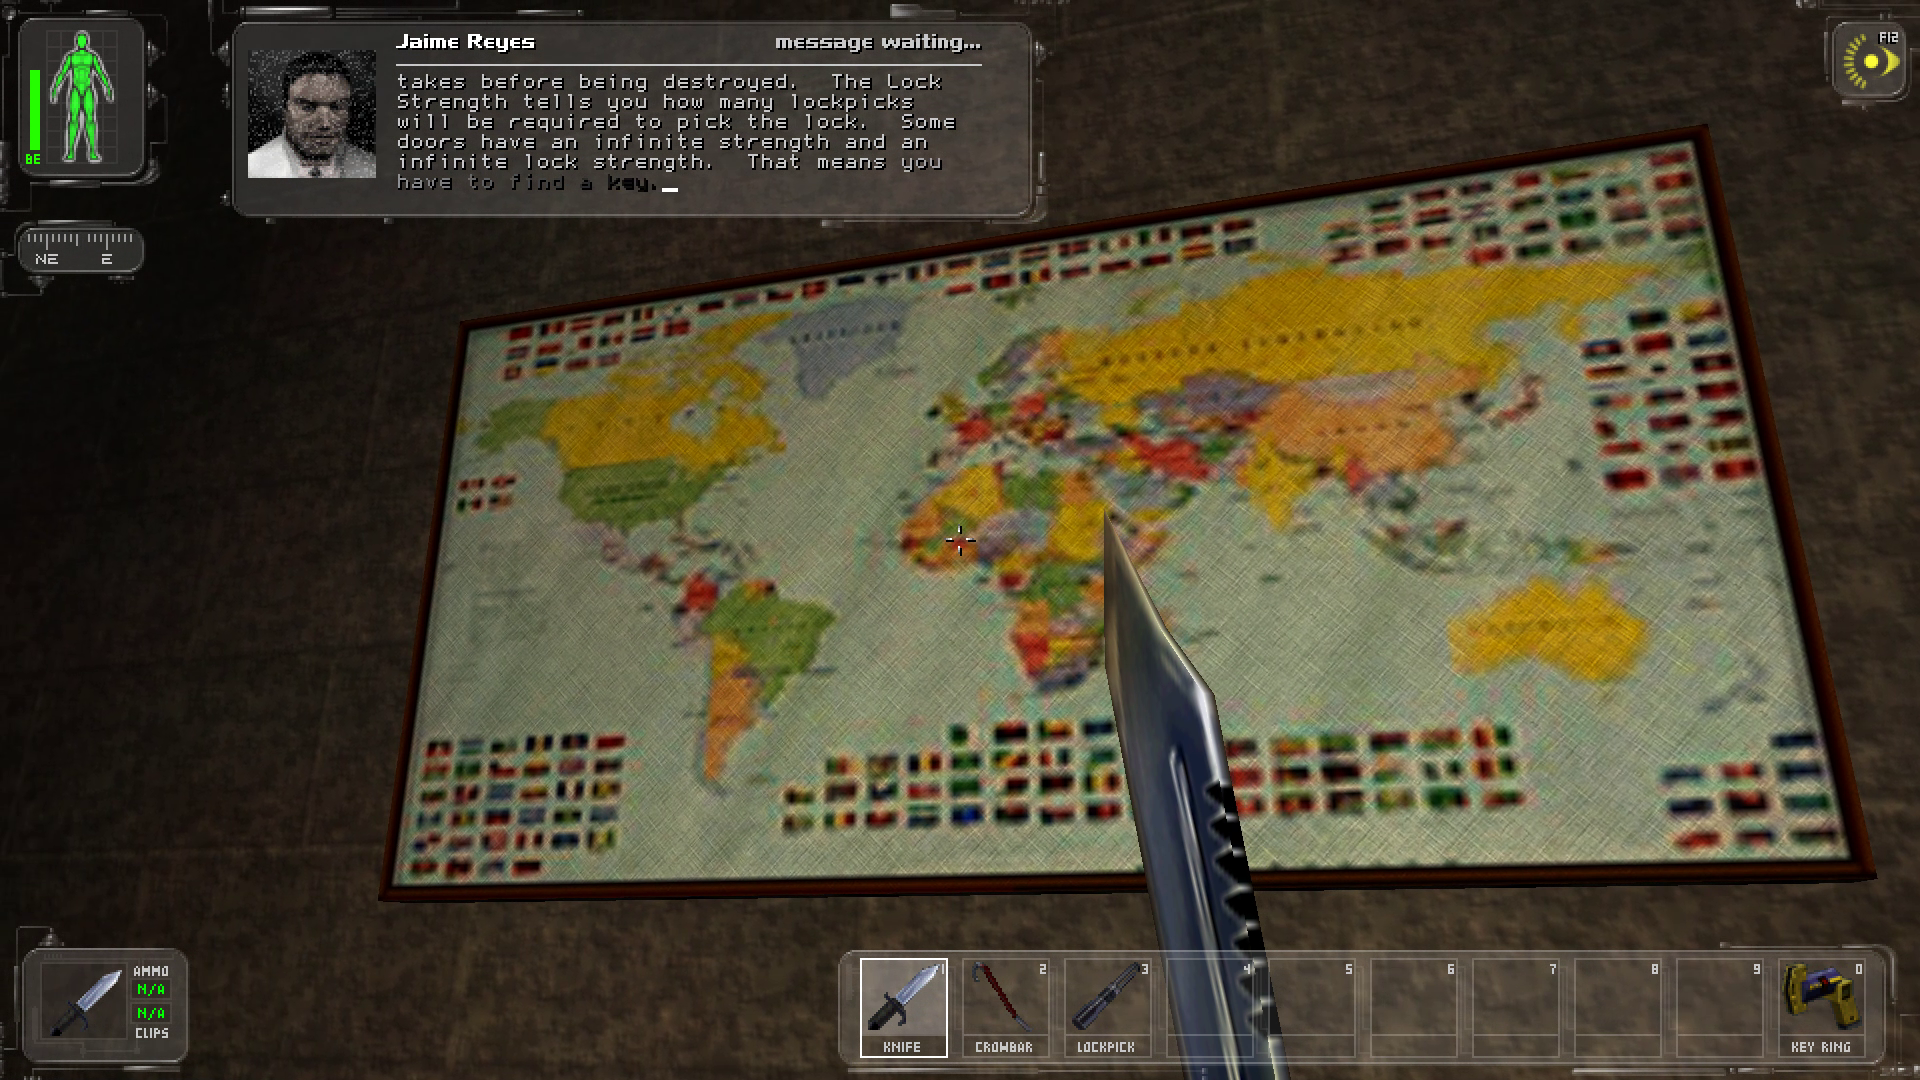 Jaime Reyes
message waiting...
takes before being destroyed. The Lock
Strength tells you how many lockpicks
will be required to pick the lock. Some
doors have an infinite strength and an
infinite lock strength. That means you
have to find a key.
F12
BE
NE E
AMMO
N/A
N/A
CLIPS
1 2 3 4 5 6 7 8 9 0
KNIFE CROWBAR LOCKPICK KEY RING